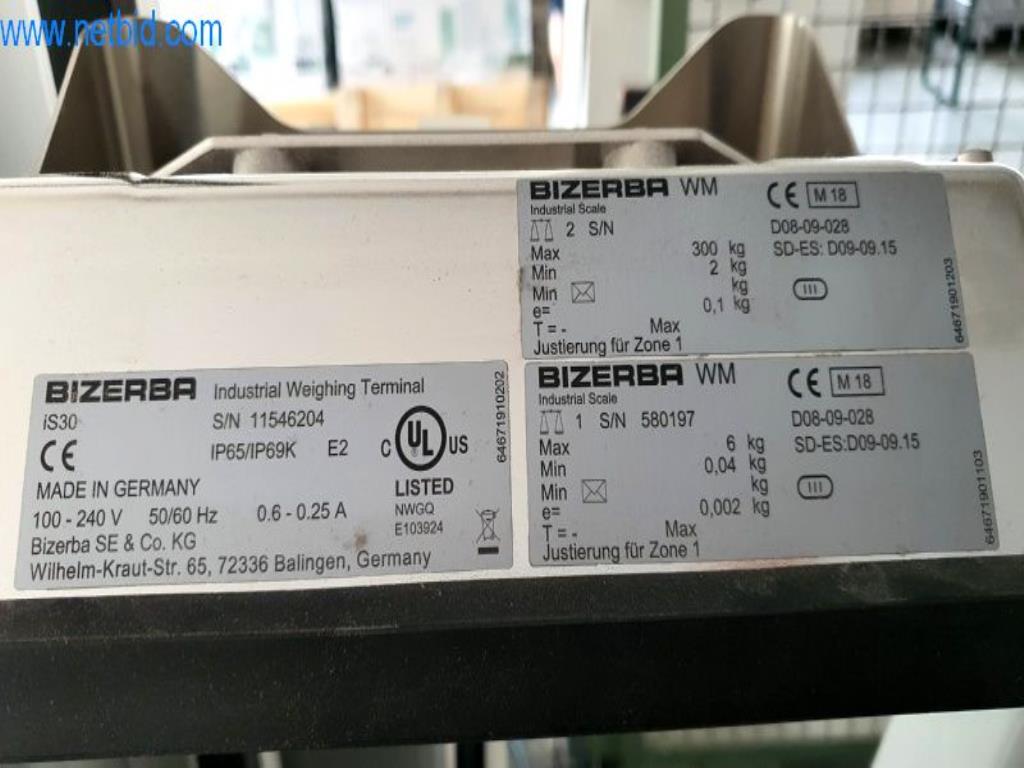 www.netbid.com
BIZERBA WM CE M 18
Industrial Scale
2 S/N D08-09-028
Max 300 kg SD-ES: D09-09.15
Min 2 kg
Min kg III
e= 0,1 kg
T = - Max
Justierung für Zone 1
64671901203
BIZERBA Industrial Weighing Terminal
iS30 S/N 11546204
CE IP65/IP69K E2 C UL US
MADE IN GERMANY LISTED
100 - 240 V 50/60 Hz 0.6 - 0.25 A NWGQ
Bizerba SE & Co. KG E103924
Wilhelm-Kraut-Str. 65, 72336 Balingen, Germany
64671910202
BIZERBA WM CE M 18
Industrial Scale
1 S/N 580197 D08-09-028
Max 6 kg SD-ES:D09-09.15
Min 0,04 kg
Min kg III
e= 0,002 kg
T = - Max
Justierung für Zone 1
64671901103